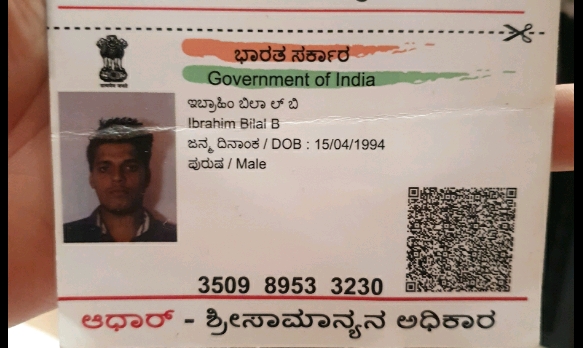 ಭಾರತ ಸರ್ಕಾರ
Government of India
ಇಬ್ರಾಹಿಂ ಬಿಲಾ ಲ್ ಬಿ
Ibrahim Bilal B
ಜನ್ಮ ದಿನಾಂಕ / DOB : 15/04/1994
ಪುರುಷ / Male
3509 8953 3230
ಆಧಾರ್ - ಶ್ರೀಸಾಮಾನ್ಯನ ಅಧಿಕಾರ